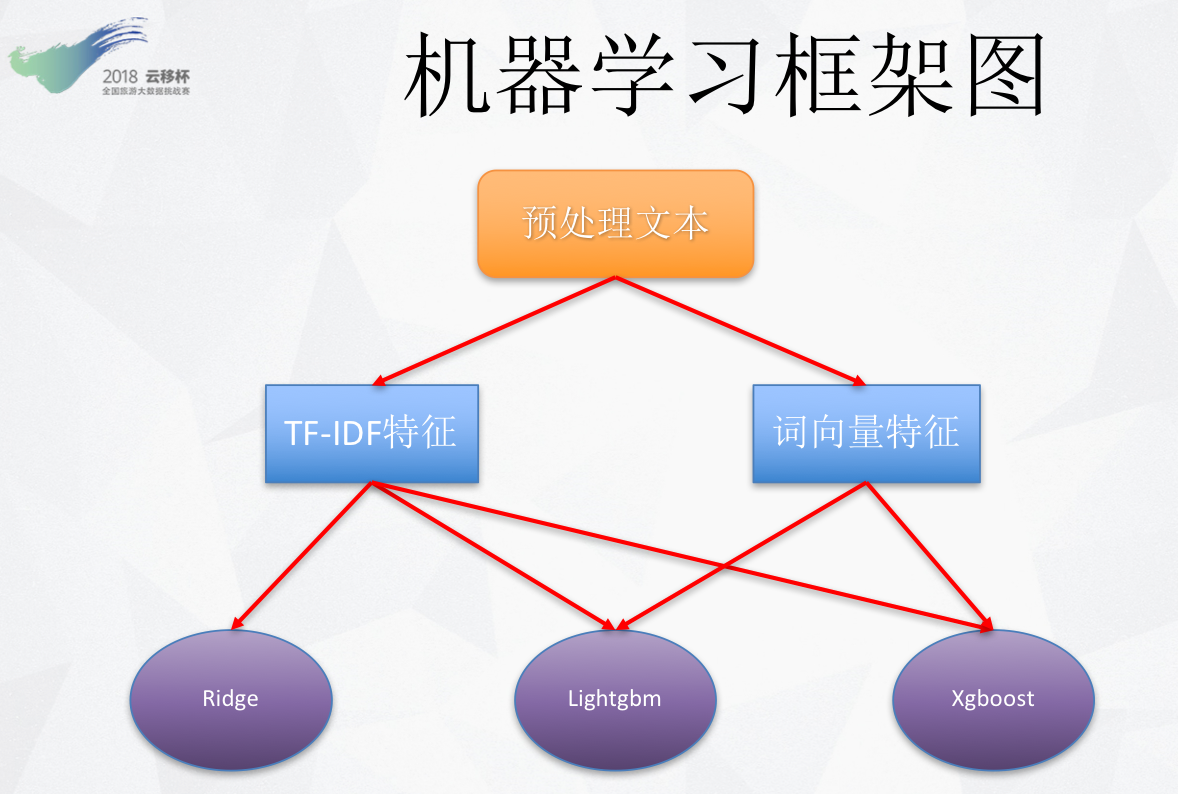 2018 云移杯
全国旅游大数据挑战赛
机器学习框架图
预处理文本
TF-IDF特征
词向量特征
Ridge
Lightgbm
Xgboost